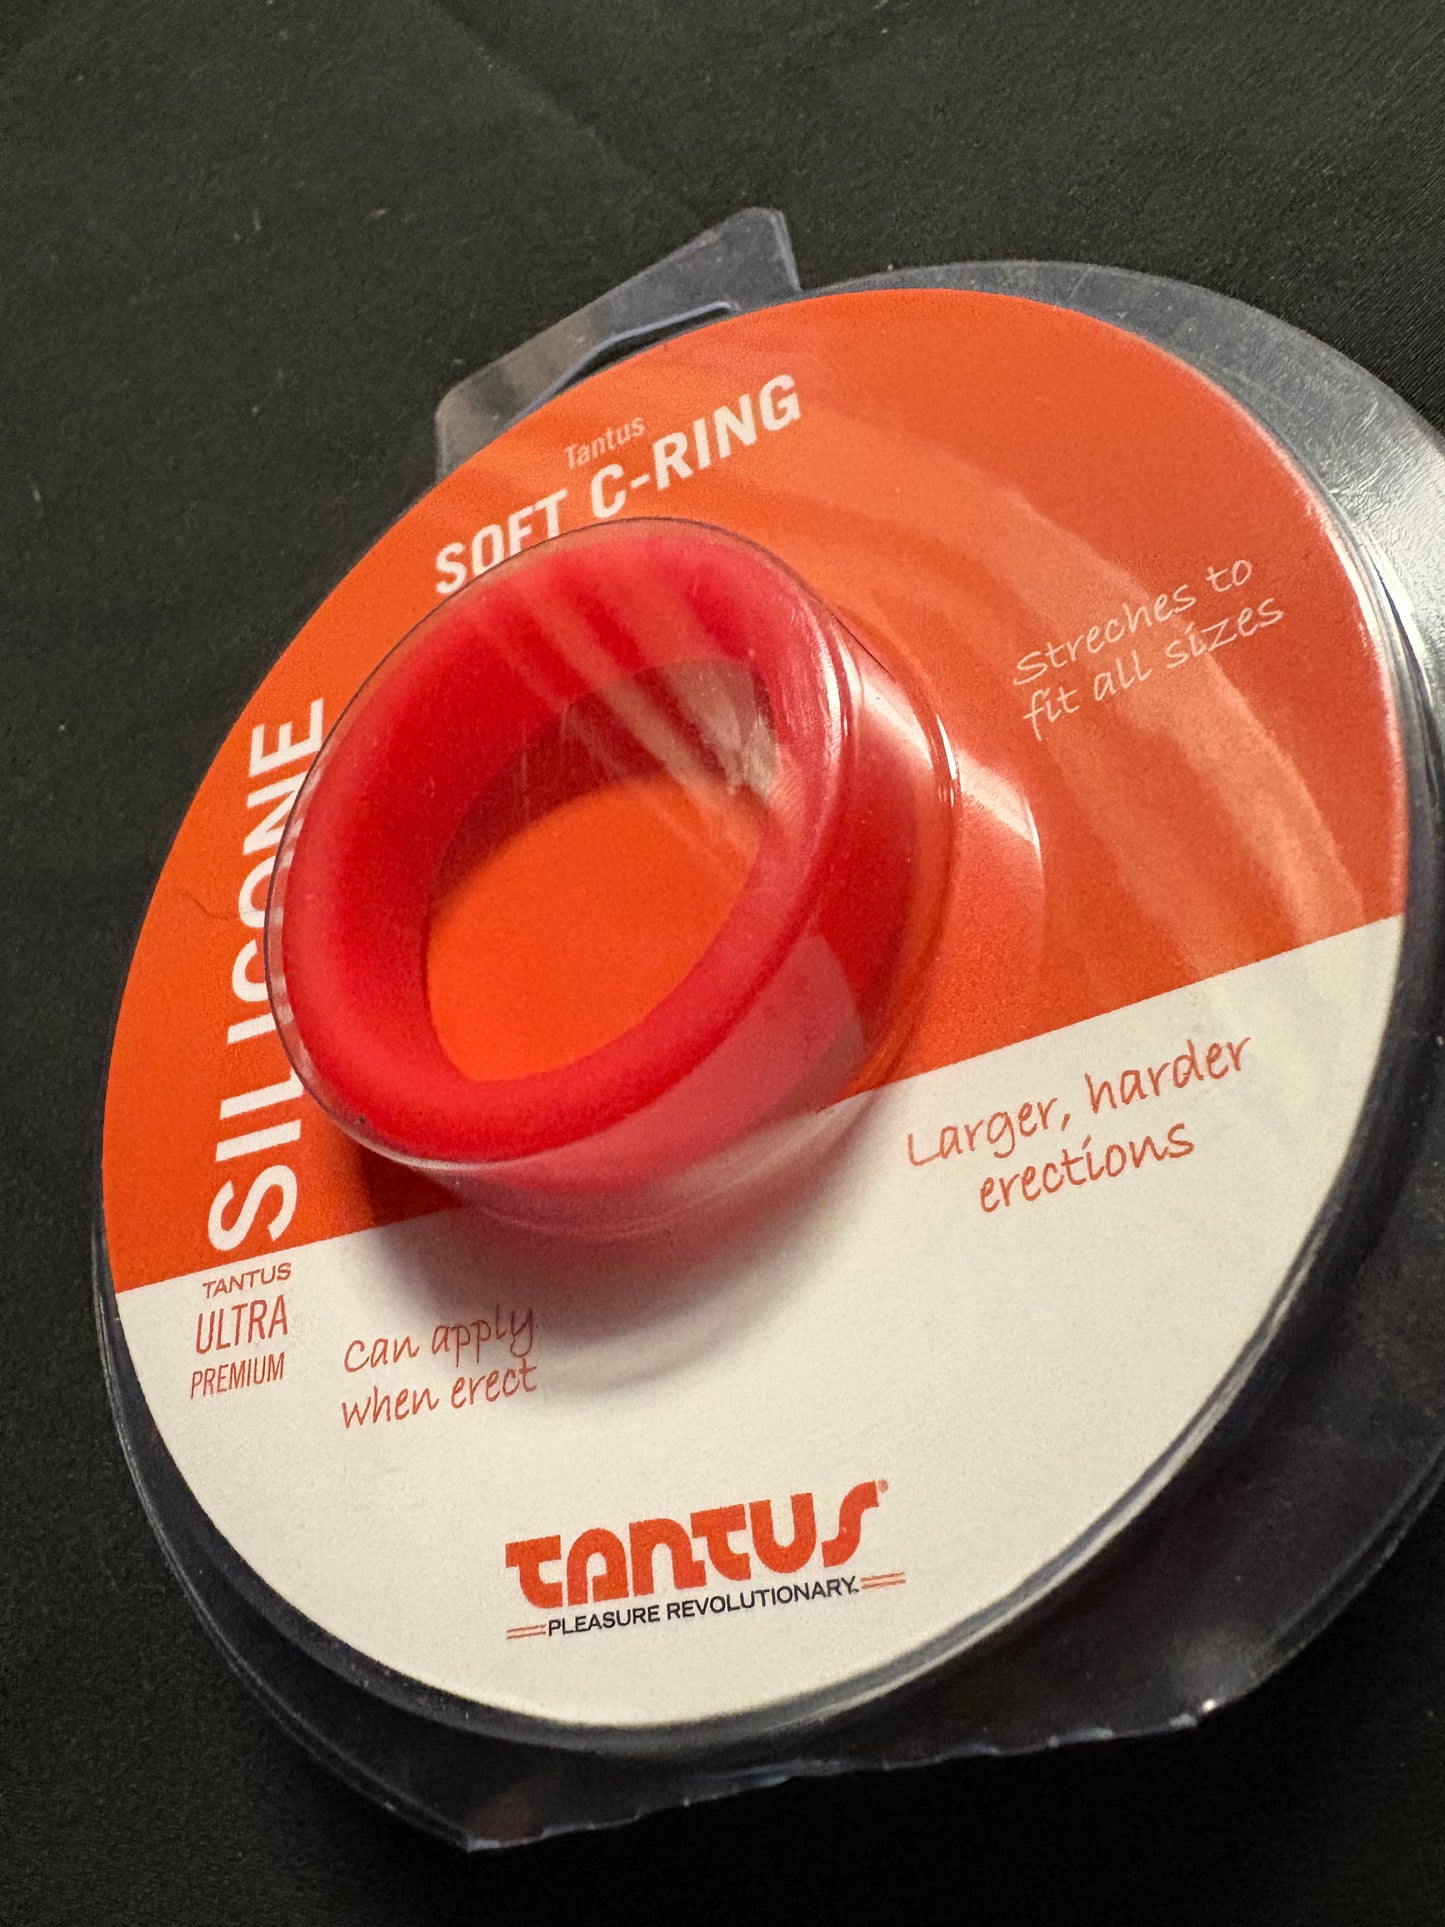 Tantus
SOFT C-RING
SILICONE
Streches to
fit all sizes
Larger, harder
erections
TANTUS
ULTRA
PREMIUM
can apply
when erect
TANTUS®
PLEASURE REVOLUTIONARY™